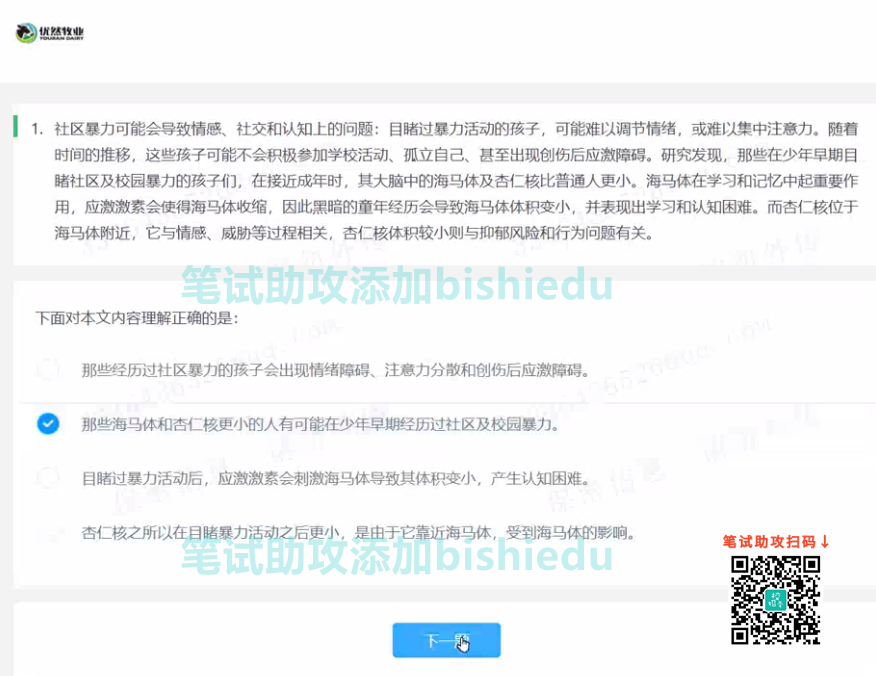 优然牧业
YOURAN DAIRY
1. 社区暴力可能会导致情感、社交和认知上的问题：目睹过暴力活动的孩子，可能难以调节情绪，或难以集中注意力。随着
时间的推移，这些孩子可能不会积极参加学校活动、孤立自己、甚至出现创伤后应激障碍。研究发现，那些在少年早期目
睹社区及校园暴力的孩子们，在接近成年时，其大脑中的海马体及杏仁核比普通人更小。海马体在学习和记忆中起重要作
用，应激激素会使得海马体收缩，因此黑暗的童年经历会导致海马体体积变小，并表现出学习和认知困难。而杏仁核位于
海马体附近，它与情感、威胁等过程相关，杏仁核体积较小则与抑郁风险和行为问题有关。
笔试助攻添加bishiedu
下面对本文内容理解正确的是：
那些经历过社区暴力的孩子会出现情绪障碍、注意力分散和创伤后应激障碍。
那些海马体和杏仁核更小的人有可能在少年早期经历过社区及校园暴力。
目睹过暴力活动后，应激激素会刺激海马体导致其体积变小，产生认知困难。
杏仁核之所以在目睹暴力活动之后更小，是由于它靠近海马体，受到海马体的影响。
笔试助攻添加bishiedu
笔试助攻扫码↓
下一题